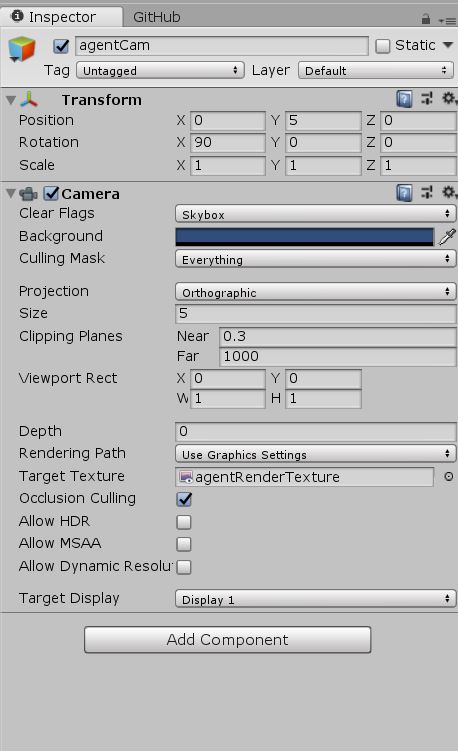 Inspector GitHub
agentCam Static
Tag Untagged Layer Default
Transform
Position X 0 Y 5 Z 0
Rotation X 90 Y 0 Z 0
Scale X 1 Y 1 Z 1
Camera
Clear Flags Skybox
Background
Culling Mask Everything
Projection Orthographic
Size 5
Clipping Planes Near 0.3
Far 1000
Viewport Rect X 0 Y 0
W 1 H 1
Depth 0
Rendering Path Use Graphics Settings
Target Texture agentRenderTexture
Occlusion Culling
Allow HDR
Allow MSAA
Allow Dynamic Resolu
Target Display Display 1
Add Component